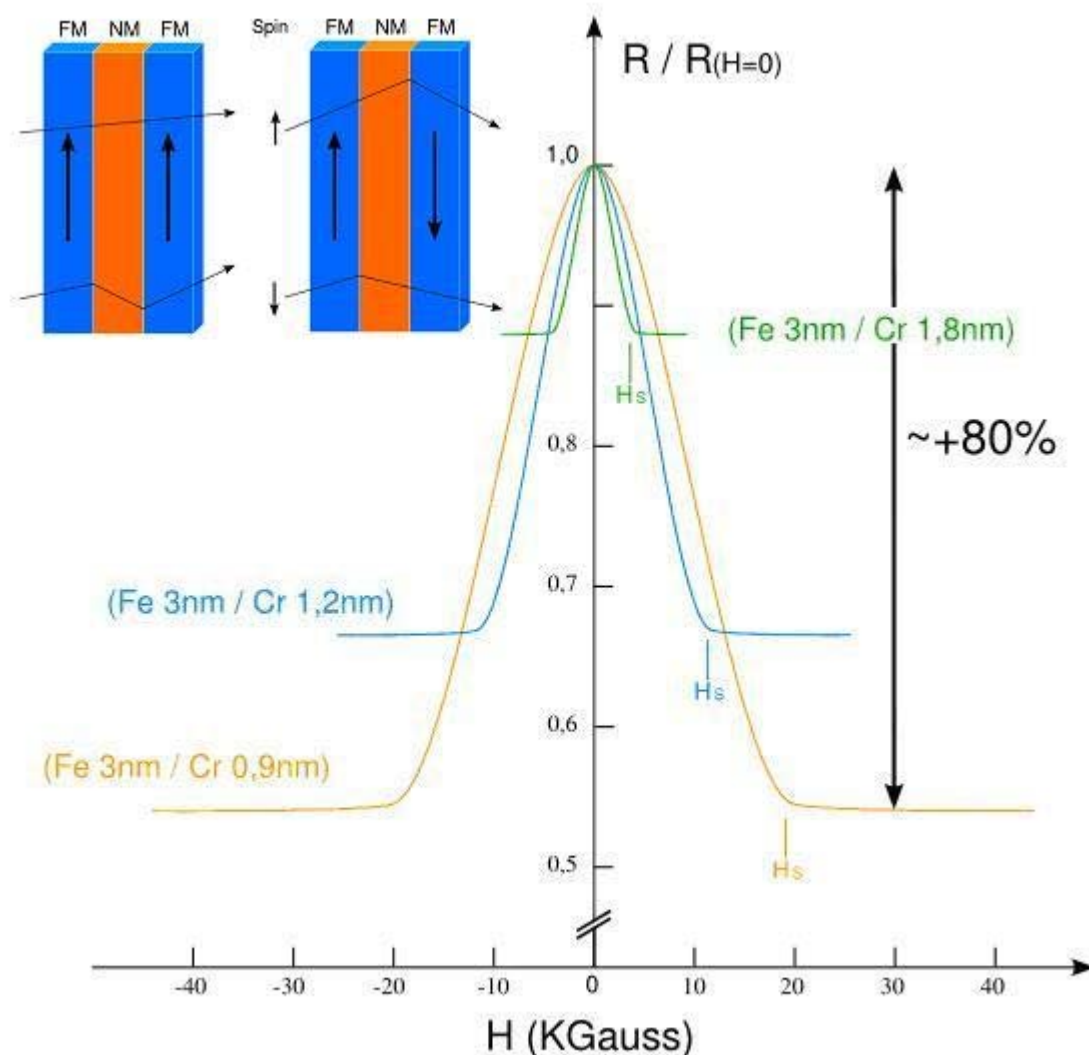 FM NM FM Spin FM NM FM
R / R(H=0)
1,0
(Fe 3nm / Cr 1,8nm)
Hs
0,8
~+80%
0,7
(Fe 3nm / Cr 1,2nm)
Hs
0,6
(Fe 3nm / Cr 0,9nm)
Hs
0,5
-40 -30 -20 -10 0 10 20 30 40
H (KGauss)